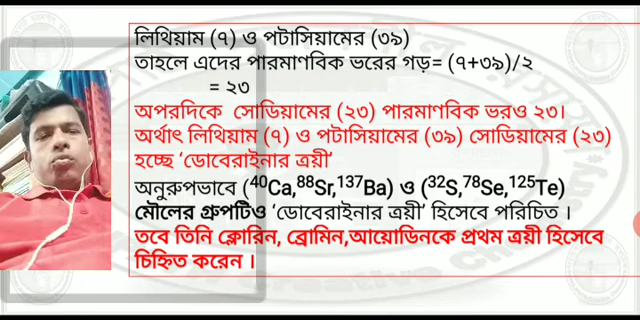 লিথিয়াম (৭) ও পটাসিয়ামের (৩৯)
তাহলে এদের পারমাণবিক ভরের গড়= (৭+৩৯)/২
= ২৩
অপরদিকে সোডিয়ামের (২৩) পারমাণবিক ভরও ২৩।
অর্থাৎ লিথিয়াম (৭) ও পটাসিয়ামের (৩৯) সোডিয়ামের (২৩)
হচ্ছে ‘ডোবেরাইনার ত্রয়ী’
অনুরুপভাবে (⁴⁰Ca,⁸⁸Sr,¹³⁷Ba) ও (³²S,⁷⁸Se,¹²⁵Te)
মৌলের গ্রুপটিও ‘ডোবেরাইনার ত্রয়ী’ হিসেবে পরিচিত ।
তবে তিনি ক্লোরিন, ব্রোমিন,আয়োডিনকে প্রথম ত্রয়ী হিসেবে
চিহ্নিত করেন ।